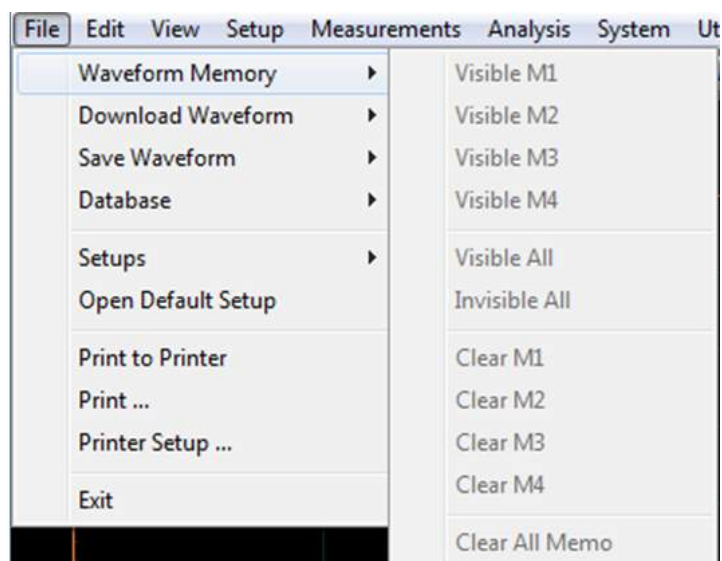 File Edit View Setup Measurements Analysis System Ut
Waveform Memory
Download Waveform
Save Waveform
Database
Setups
Open Default Setup
Print to Printer
Print ...
Printer Setup ...
Exit
Visible M1
Visible M2
Visible M3
Visible M4
Visible All
Invisible All
Clear M1
Clear M2
Clear M3
Clear M4
Clear All Memo